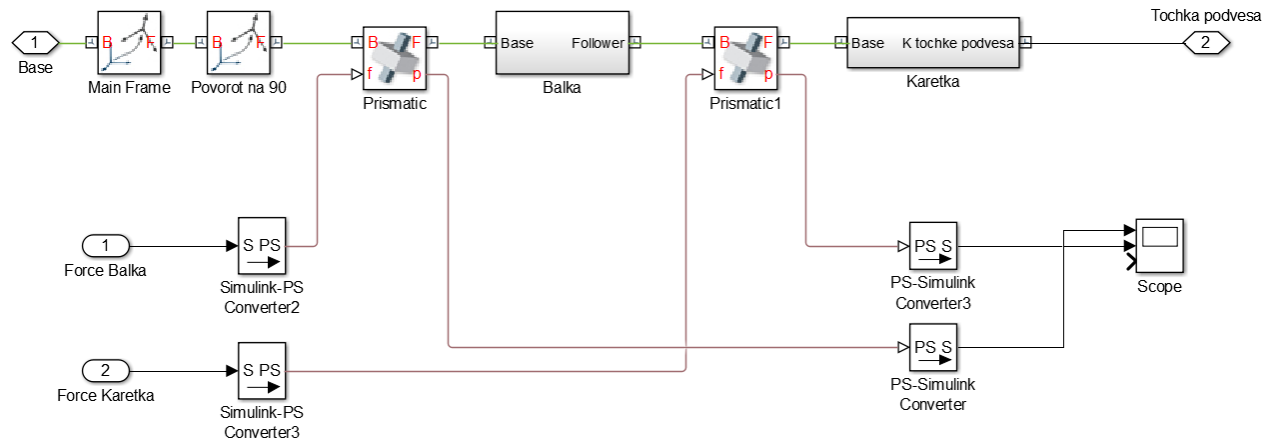 Tochka podvesa
1
B F
B F
B F
f p
Base Follower
B F
f p
Base K tochke podvesa
2
Base
Main Frame
Povorot na 90
Prismatic
Balka
Prismatic1
Karetka
1
S PS
PS S
Force Balka
Simulink-PS
Converter2
PS-Simulink
Converter3
Scope
2
S PS
PS S
Force Karetka
Simulink-PS
Converter3
PS-Simulink
Converter